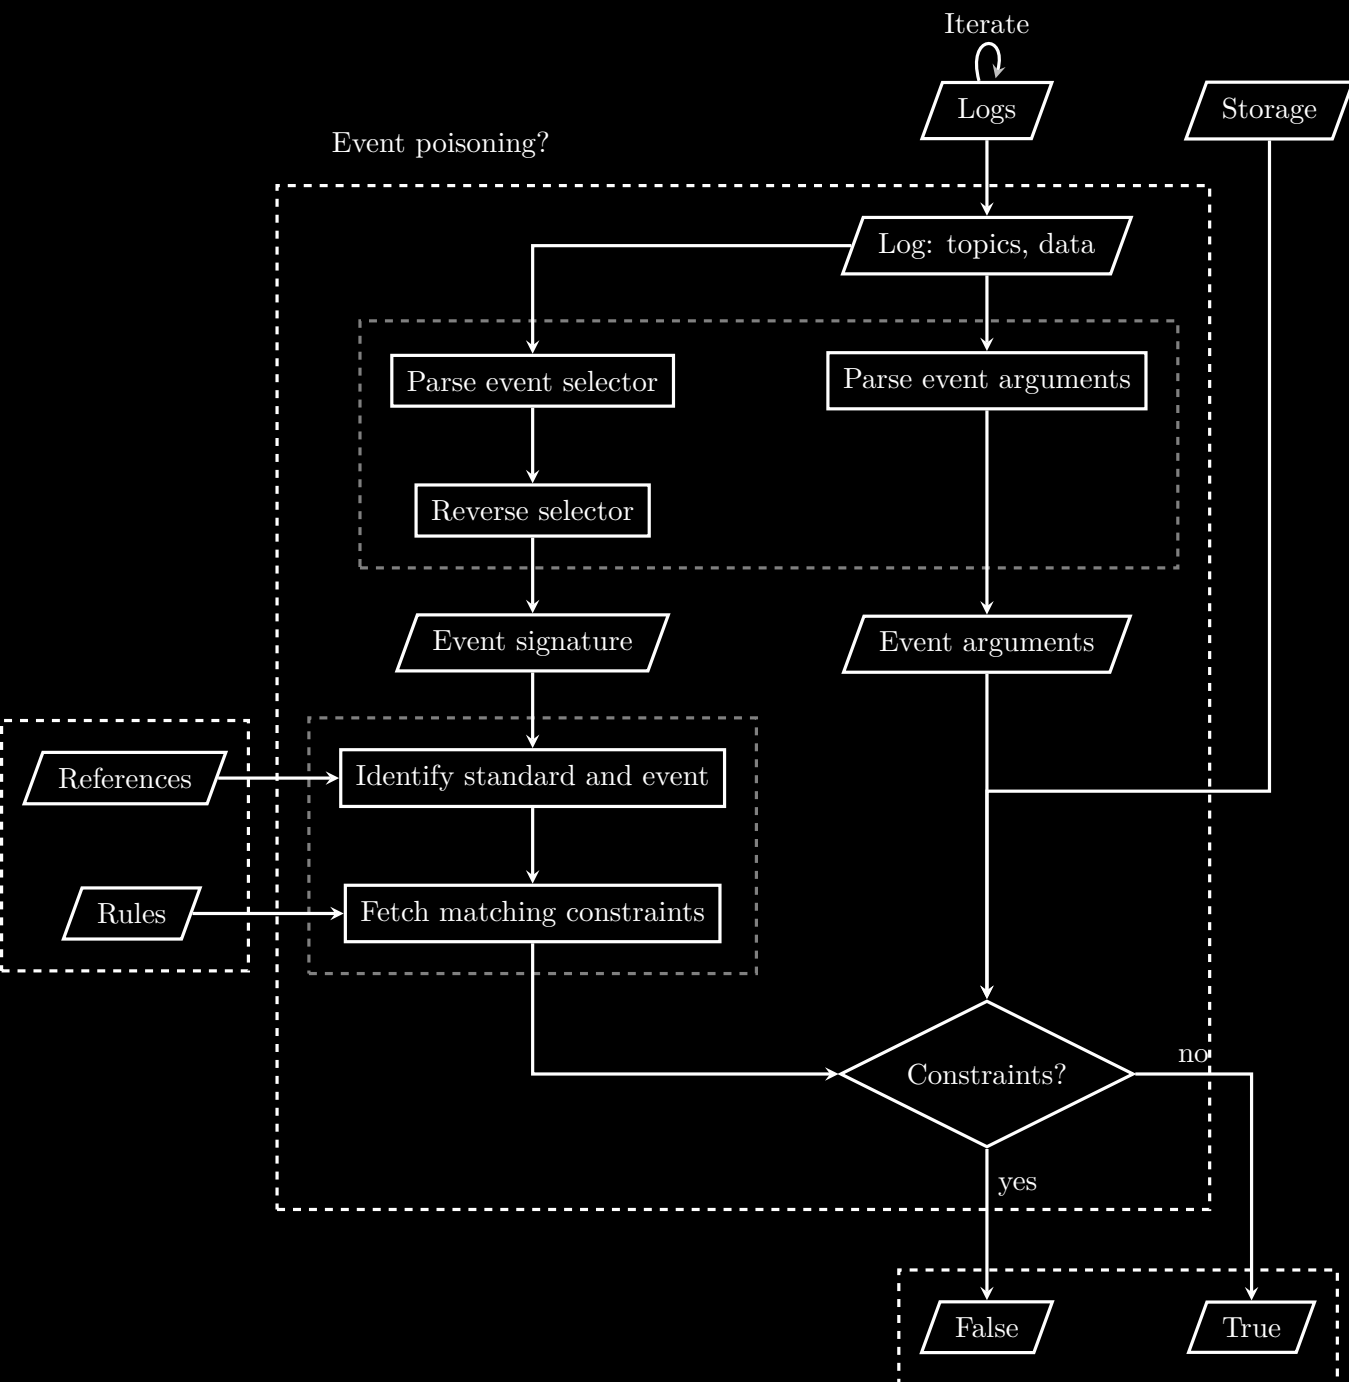 Iterate
Logs
Storage
Event poisoning?
Log: topics, data
Parse event selector
Parse event arguments
Reverse selector
Event signature
Event arguments
References
Identify standard and event
Rules
Fetch matching constraints
no
Constraints?
yes
False
True